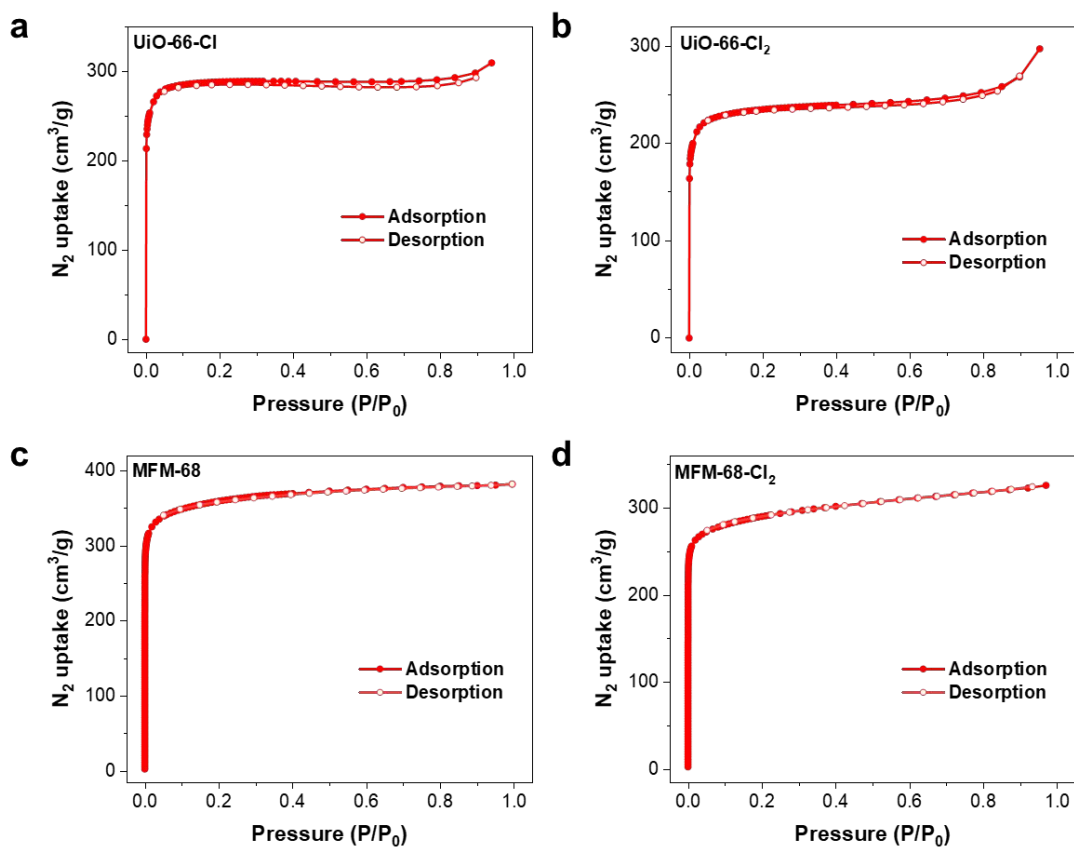 a
UiO-66-Cl
300
200
100
0
N₂ uptake (cm³/g)
Adsorption
Desorption
0.0 0.2 0.4 0.6 0.8 1.0
Pressure (P/P₀)
b
UiO-66-Cl₂
300
200
100
0
N₂ uptake (cm³/g)
Adsorption
Desorption
0.0 0.2 0.4 0.6 0.8 1.0
Pressure (P/P₀)
c
MFM-68
400
300
200
100
0
N₂ uptake (cm³/g)
Adsorption
Desorption
0.0 0.2 0.4 0.6 0.8 1.0
Pressure (P/P₀)
d
MFM-68-Cl₂
300
200
100
0
N₂ uptake (cm³/g)
Adsorption
Desorption
0.0 0.2 0.4 0.6 0.8 1.0
Pressure (P/P₀)